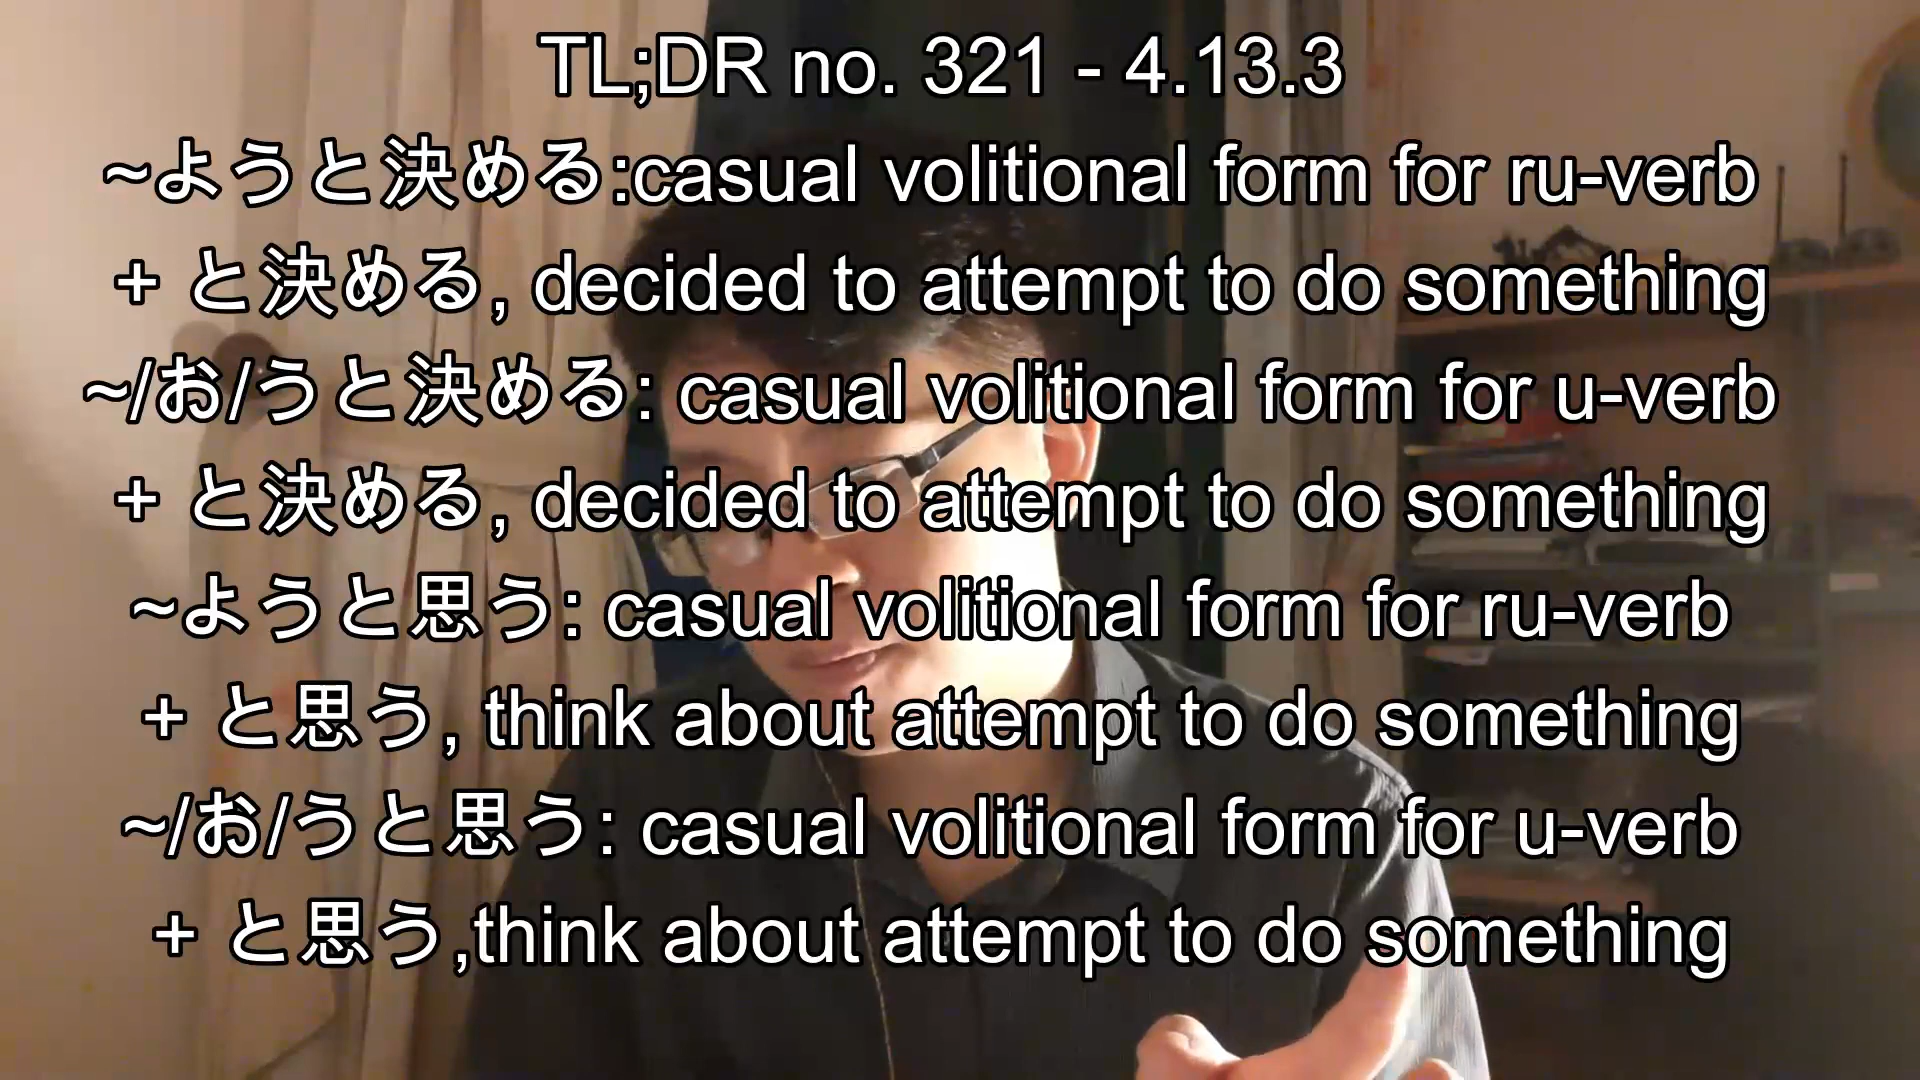 TL;DR no. 321 - 4.13.3
~ようと決める:casual volitional form for ru-verb
+ と決める, decided to attempt to do something
~/お/うと決める: casual volitional form for u-verb
+ と決める, decided to attempt to do something
~ようと思う: casual volitional form for ru-verb
+ と思う, think about attempt to do something
~/お/うと思う: casual volitional form for u-verb
+ と思う,think about attempt to do something